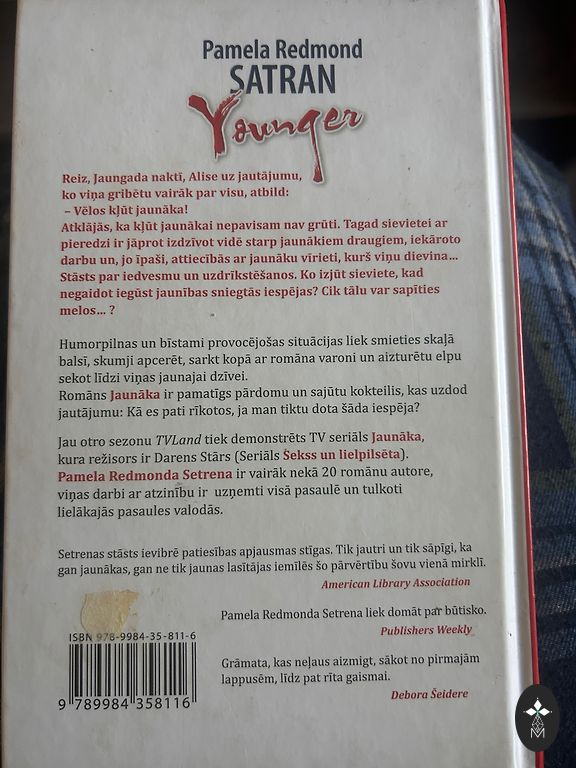 Pamela Redmond
SATRAN
Younger
Reiz, Jaungada naktī, Alise uz jautājumu,
ko viņa gribētu vairāk par visu, atbild:
– Vēlos kļūt jaunāka!
Atklājās, ka kļūt jaunākai nepavisam nav grūti. Tagad sievietei ar
pieredzi ir jāprot izdzīvot vidē starp jaunākiem draugiem, iekāroto
darbu un, jo īpaši, attiecībās ar jaunāku vīrieti, kurš viņu dievina...
Stāsts par iedvesmu un uzdrīkstēšanos. Ko izjūt sieviete, kad
negaidot iegūst jaunības sniegtās iespējas? Cik tālu var sapīties
melos... ?
Humorpilnas un bīstami provocējošas situācijas liek smieties skaļā
balsī, skumji apcerēt, sarkt kopā ar romāna varoni un aizturētu elpu
sekot līdzi viņas jaunajai dzīvei.
Romāns Jaunāka ir pamatīgs pārdomu un sajūtu kokteilis, kas uzdod
jautājumu: Kā es pati rīkotos, ja man tiktu dota šāda iespēja?
Jau otro sezonu TVLand tiek demonstrēts TV seriāls Jaunāka,
kura režisors ir Darens Stārs (Seriāls Šekss un lielpilsēta).
Pamela Redmonda Setrena ir vairāk nekā 20 romānu autore,
viņas darbi ar atzinību ir uzņemti visā pasaulē un tulkoti
lielākajās pasaules valodās.
Setrenas stāsts ievibrē patiesības apjausmas stīgas. Tik jautri un tik sāpīgi, ka
gan jaunākas, gan ne tik jaunas lasītājas iemīlēs šo pārvērtību šovu vienā mirklī.
American Library Association
Pamela Redmonda Setrena liek domāt par būtisko.
Publishers Weekly
Grāmata, kas neļaus aizmigt, sākot no pirmajām
lappusēm, līdz pat rīta gaismai.
Debora Šeidere
ISBN 978-9984-35-811-6
9 789984 358116
M